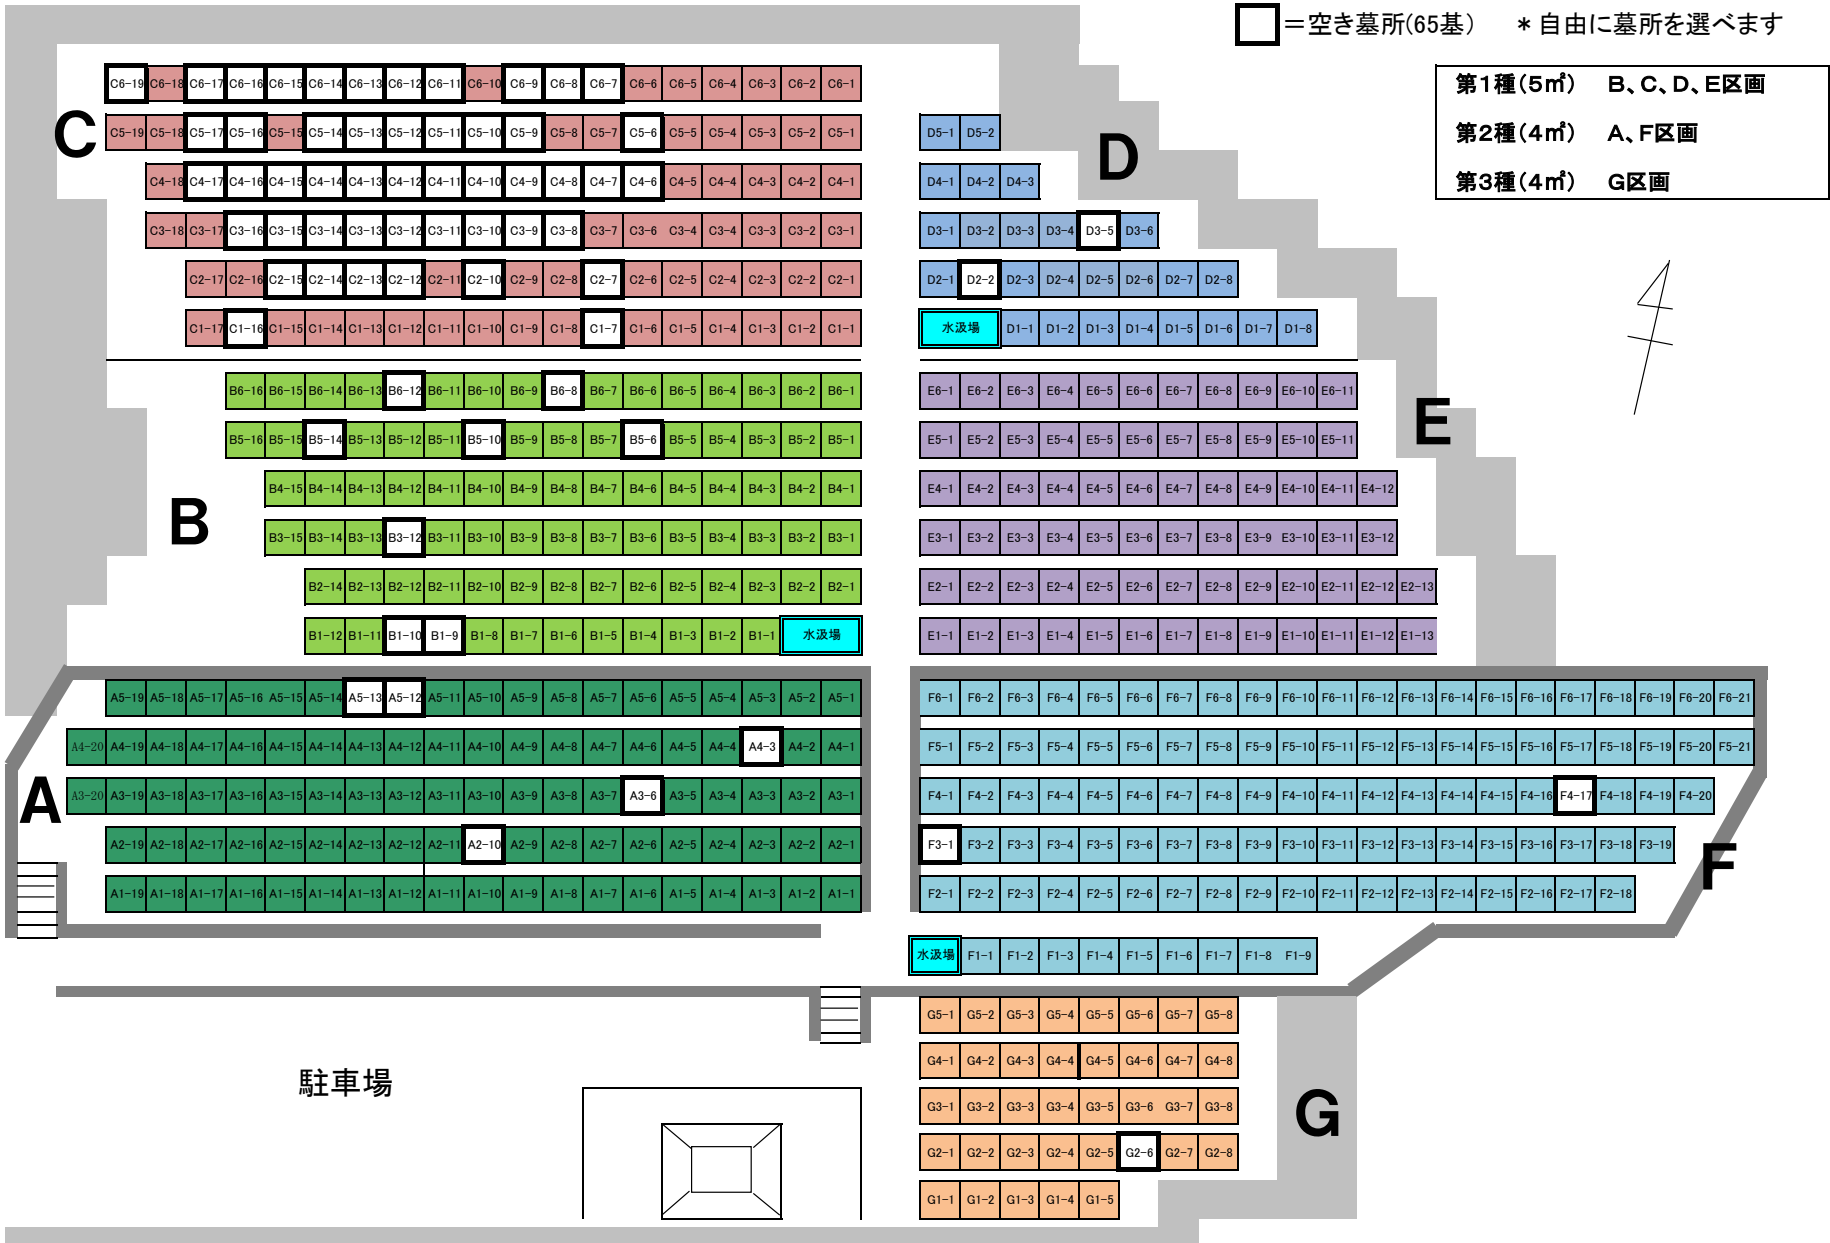 ＝空き墓所(65基)　＊自由に墓所を選べます
第１種(５㎡)　B、C、D、E区画
第２種(４㎡)　A、F区画
第３種(４㎡)　G区画
C
C6-19 C6-18 C6-17 C6-16 C6-15 C6-14 C6-13 C6-12 C6-11 C6-10 C6-9 C6-8 C6-7 C6-6 C6-5 C6-4 C6-3 C6-2 C6-1
C5-19 C5-18 C5-17 C5-16 C5-15 C5-14 C5-13 C5-12 C5-11 C5-10 C5-9 C5-8 C5-7 C5-6 C5-5 C5-4 C5-3 C5-2 C5-1
C4-18 C4-17 C4-16 C4-15 C4-14 C4-13 C4-12 C4-11 C4-10 C4-9 C4-8 C4-7 C4-6 C4-5 C4-4 C4-3 C4-2 C4-1
C3-18 C3-17 C3-16 C3-15 C3-14 C3-13 C3-12 C3-11 C3-10 C3-9 C3-8 C3-7 C3-6 C3-4 C3-4 C3-3 C3-2 C3-1
C2-17 C2-16 C2-15 C2-14 C2-13 C2-12 C2-11 C2-10 C2-9 C2-8 C2-7 C2-6 C2-5 C2-4 C2-3 C2-2 C2-1
C1-17 C1-16 C1-15 C1-14 C1-13 C1-12 C1-11 C1-10 C1-9 C1-8 C1-7 C1-6 C1-5 C1-4 C1-3 C1-2 C1-1
D
D5-1 D5-2
D4-1 D4-2 D4-3
D3-1 D3-2 D3-3 D3-4 D3-5 D3-6
D2-1 D2-2 D2-3 D2-4 D2-5 D2-6 D2-7 D2-8
水汲場 D1-1 D1-2 D1-3 D1-4 D1-5 D1-6 D1-7 D1-8
B
B6-16 B6-15 B6-14 B6-13 B6-12 B6-11 B6-10 B6-9 B6-8 B6-7 B6-6 B6-5 B6-4 B6-3 B6-2 B6-1
B5-16 B5-15 B5-14 B5-13 B5-12 B5-11 B5-10 B5-9 B5-8 B5-7 B5-6 B5-5 B5-4 B5-3 B5-2 B5-1
B4-15 B4-14 B4-13 B4-12 B4-11 B4-10 B4-9 B4-8 B4-7 B4-6 B4-5 B4-4 B4-3 B4-2 B4-1
B3-15 B3-14 B3-13 B3-12 B3-11 B3-10 B3-9 B3-8 B3-7 B3-6 B3-5 B3-4 B3-3 B3-2 B3-1
B2-14 B2-13 B2-12 B2-11 B2-10 B2-9 B2-8 B2-7 B2-6 B2-5 B2-4 B2-3 B2-2 B2-1
B1-12 B1-11 B1-10 B1-9 B1-8 B1-7 B1-6 B1-5 B1-4 B1-3 B1-2 B1-1 水汲場
E
E6-1 E6-2 E6-3 E6-4 E6-5 E6-6 E6-7 E6-8 E6-9 E6-10 E6-11
E5-1 E5-2 E5-3 E5-4 E5-5 E5-6 E5-7 E5-8 E5-9 E5-10 E5-11
E4-1 E4-2 E4-3 E4-4 E4-5 E4-6 E4-7 E4-8 E4-9 E4-10 E4-11 E4-12
E3-1 E3-2 E3-3 E3-4 E3-5 E3-6 E3-7 E3-8 E3-9 E3-10 E3-11 E3-12
E2-1 E2-2 E2-3 E2-4 E2-5 E2-6 E2-7 E2-8 E2-9 E2-10 E2-11 E2-12 E2-13
E1-1 E1-2 E1-3 E1-4 E1-5 E1-6 E1-7 E1-8 E1-9 E1-10 E1-11 E1-12 E1-13
A
A5-19 A5-18 A5-17 A5-16 A5-15 A5-14 A5-13 A5-12 A5-11 A5-10 A5-9 A5-8 A5-7 A5-6 A5-5 A5-4 A5-3 A5-2 A5-1
A4-20 A4-19 A4-18 A4-17 A4-16 A4-15 A4-14 A4-13 A4-12 A4-11 A4-10 A4-9 A4-8 A4-7 A4-6 A4-5 A4-4 A4-3 A4-2 A4-1
A3-20 A3-19 A3-18 A3-17 A3-16 A3-15 A3-14 A3-13 A3-12 A3-11 A3-10 A3-9 A3-8 A3-7 A3-6 A3-5 A3-4 A3-3 A3-2 A3-1
A2-19 A2-18 A2-17 A2-16 A2-15 A2-14 A2-13 A2-12 A2-11 A2-10 A2-9 A2-8 A2-7 A2-6 A2-5 A2-4 A2-3 A2-2 A2-1
A1-19 A1-18 A1-17 A1-16 A1-15 A1-14 A1-13 A1-12 A1-11 A1-10 A1-9 A1-8 A1-7 A1-6 A1-5 A1-4 A1-3 A1-2 A1-1
F
F6-1 F6-2 F6-3 F6-4 F6-5 F6-6 F6-7 F6-8 F6-9 F6-10 F6-11 F6-12 F6-13 F6-14 F6-15 F6-16 F6-17 F6-18 F6-19 F6-20 F6-21
F5-1 F5-2 F5-3 F5-4 F5-5 F5-6 F5-7 F5-8 F5-9 F5-10 F5-11 F5-12 F5-13 F5-14 F5-15 F5-16 F5-17 F5-18 F5-19 F5-20 F5-21
F4-1 F4-2 F4-3 F4-4 F4-5 F4-6 F4-7 F4-8 F4-9 F4-10 F4-11 F4-12 F4-13 F4-14 F4-15 F4-16 F4-17 F4-18 F4-19 F4-20
F3-1 F3-2 F3-3 F3-4 F3-5 F3-6 F3-7 F3-8 F3-9 F3-10 F3-11 F3-12 F3-13 F3-14 F3-15 F3-16 F3-17 F3-18 F3-19
F2-1 F2-2 F2-3 F2-4 F2-5 F2-6 F2-7 F2-8 F2-9 F2-10 F2-11 F2-12 F2-13 F2-14 F2-15 F2-16 F2-17 F2-18
水汲場 F1-1 F1-2 F1-3 F1-4 F1-5 F1-6 F1-7 F1-8 F1-9
G
G5-1 G5-2 G5-3 G5-4 G5-5 G5-6 G5-7 G5-8
G4-1 G4-2 G4-3 G4-4 G4-5 G4-6 G4-7 G4-8
G3-1 G3-2 G3-3 G3-4 G3-5 G3-6 G3-7 G3-8
G2-1 G2-2 G2-3 G2-4 G2-5 G2-6 G2-7 G2-8
G1-1 G1-2 G1-3 G1-4 G1-5
駐車場